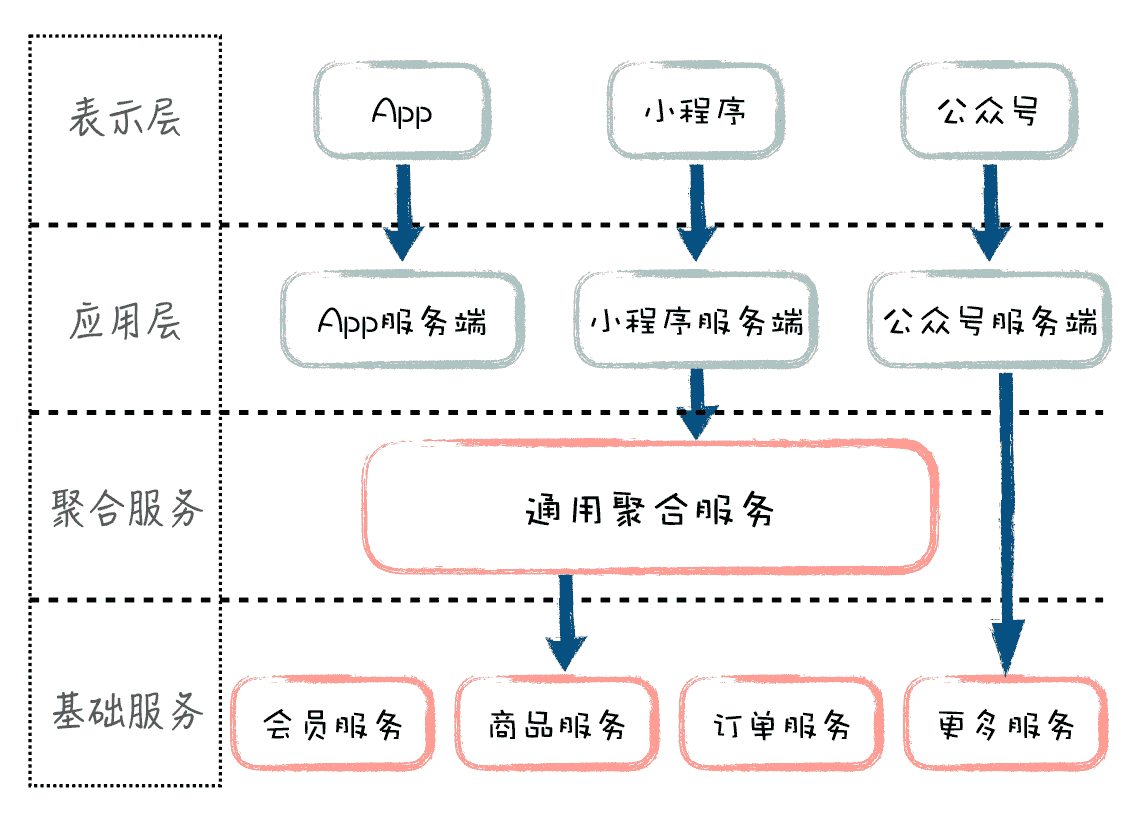 表示层
App
小程序
公众号
应用层
App服务端
小程序服务端
公众号服务端
聚合服务
通用聚合服务
基础服务
会员服务
商品服务
订单服务
更多服务